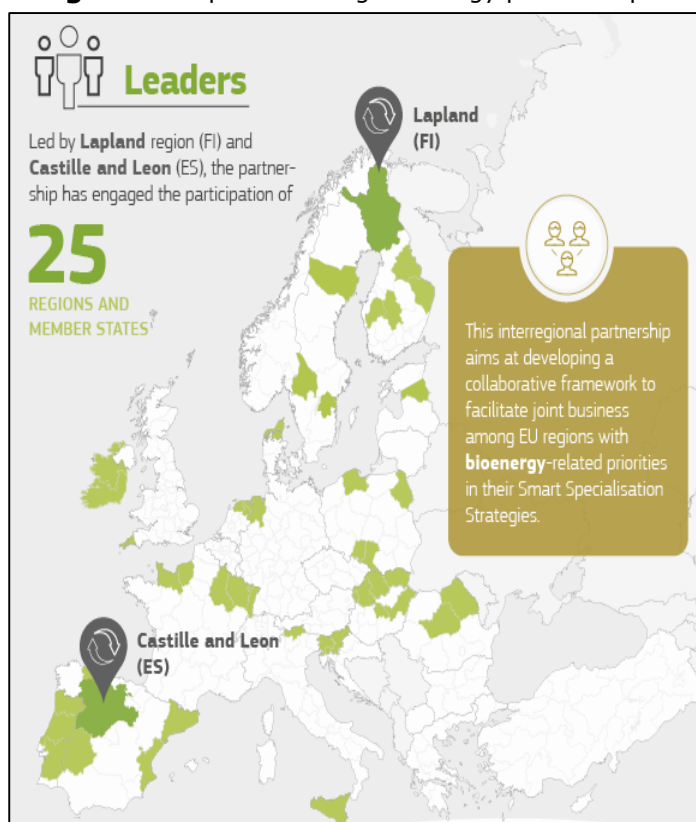 Leaders
Led by Lapland region (FI) and
Castille and Leon (ES), the partner-
ship has engaged the participation of
25
REGIONS AND
MEMBER STATES
Lapland
(FI)
This interregional partnership
aims at developing a
collaborative framework to
facilitate joint business
among EU regions with
bioenergy-related priorities
in their Smart Specialisation
Strategies.
Castille and Leon
(ES)